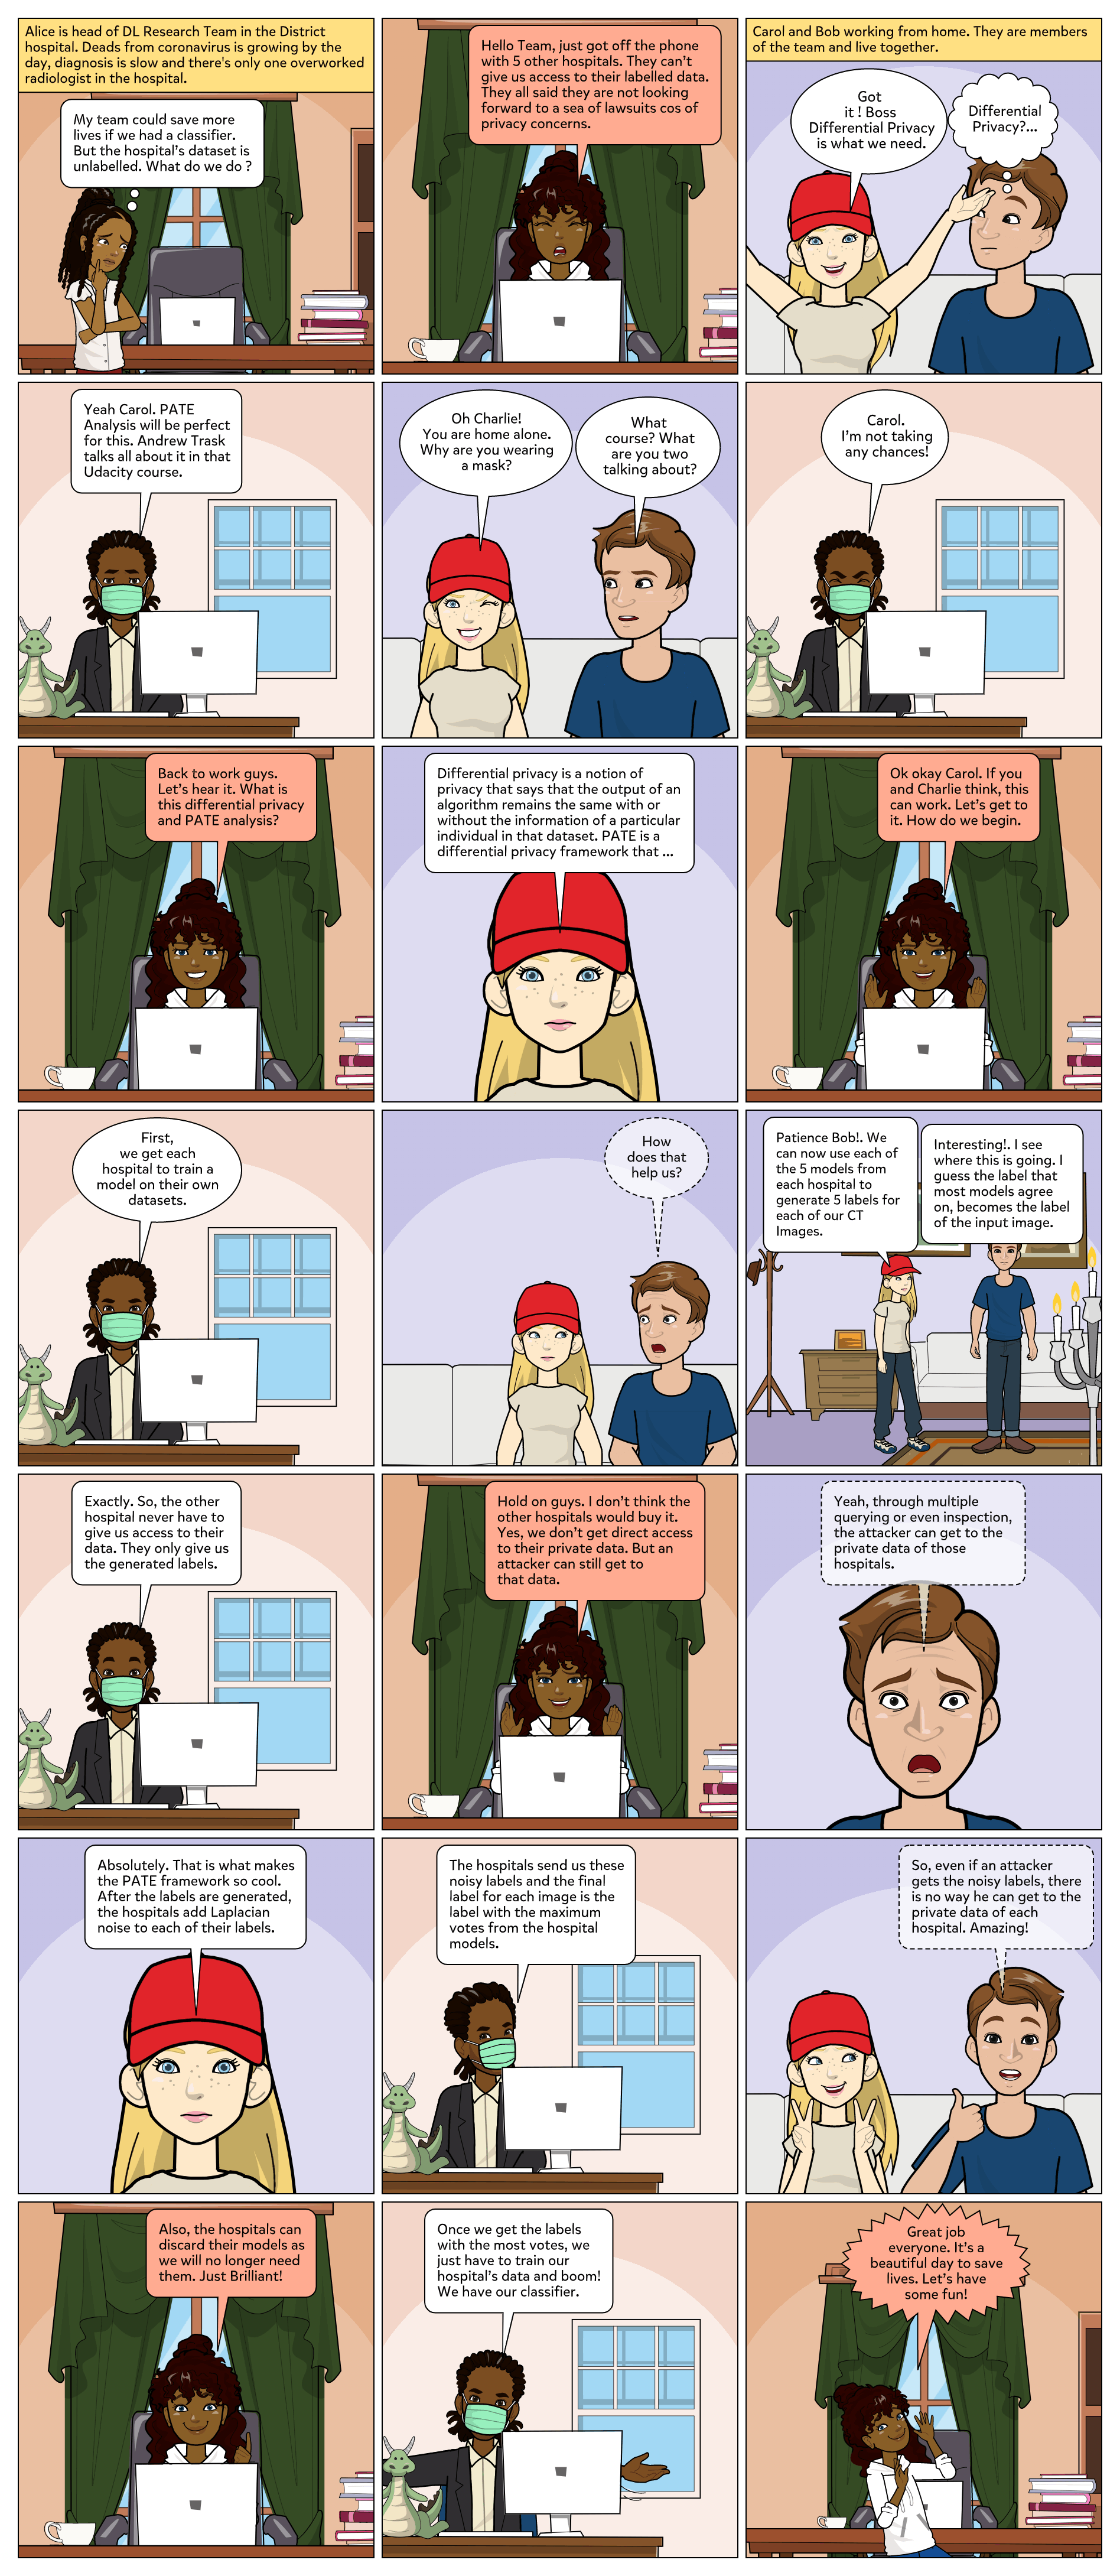 Alice is head of DL Research Team in the District
hospital. Deads from coronavirus is growing by the
day, diagnosis is slow and there's only one overworked
radiologist in the hospital.
My team could save more
lives if we had a classifier.
But the hospital's dataset is
unlabelled. What do we do ?
Hello Team, just got off the phone
with 5 other hospitals. They can't
give us access to their labelled data.
They all said they are not looking
forward to a sea of lawsuits cos of
privacy concerns.
Carol and Bob working from home. They are members
of the team and live together.
Got
it ! Boss
Differential Privacy
is what we need.
Differential
Privacy?...
Yeah Carol. PATE
Analysis will be perfect
for this. Andrew Trask
talks all about it in that
Udacity course.
Oh Charlie!
You are home alone.
Why are you wearing
a mask?
What
course? What
are you two
talking about?
Carol.
I'm not taking
any chances!
Back to work guys.
Let's hear it. What is
this differential privacy
and PATE analysis?
Differential privacy is a notion of
privacy that says that the output of an
algorithm remains the same with or
without the information of a particular
individual in that dataset. PATE is a
differential privacy framework that ...
Ok okay Carol. If you
and Charlie think, this
can work. Let's get to
it. How do we begin.
First,
we get each
hospital to train a
model on their own
datasets.
How
does that
help us?
Patience Bob!. We
can now use each of
the 5 models from
each hospital to
generate 5 labels for
each of our CT
Images.
Interesting!. I see
where this is going. I
guess the label that
most models agree
on, becomes the label
of the input image.
Exactly. So, the other
hospital never have to
give us access to their
data. They only give us
the generated labels.
Hold on guys. I don't think the
other hospitals would buy it.
Yes, we don't get direct access
to their private data. But an
attacker can still get to
that data.
Yeah, through multiple
querying or even inspection,
the attacker can get to the
private data of those
hospitals.
Absolutely. That is what makes
the PATE framework so cool.
After the labels are generated,
the hospitals add Laplacian
noise to each of their labels.
The hospitals send us these
noisy labels and the final
label for each image is the
label with the maximum
votes from the hospital
models.
So, even if an attacker
gets the noisy labels, there
is no way he can get to the
private data of each
hospital. Amazing!
Also, the hospitals can
discard their models as
we will no longer need
them. Just Brilliant!
Once we get the labels
with the most votes, we
just have to train our
hospital's data and boom!
We have our classifier.
Great job
everyone. It's a
beautiful day to save
lives. Let's have
some fun!